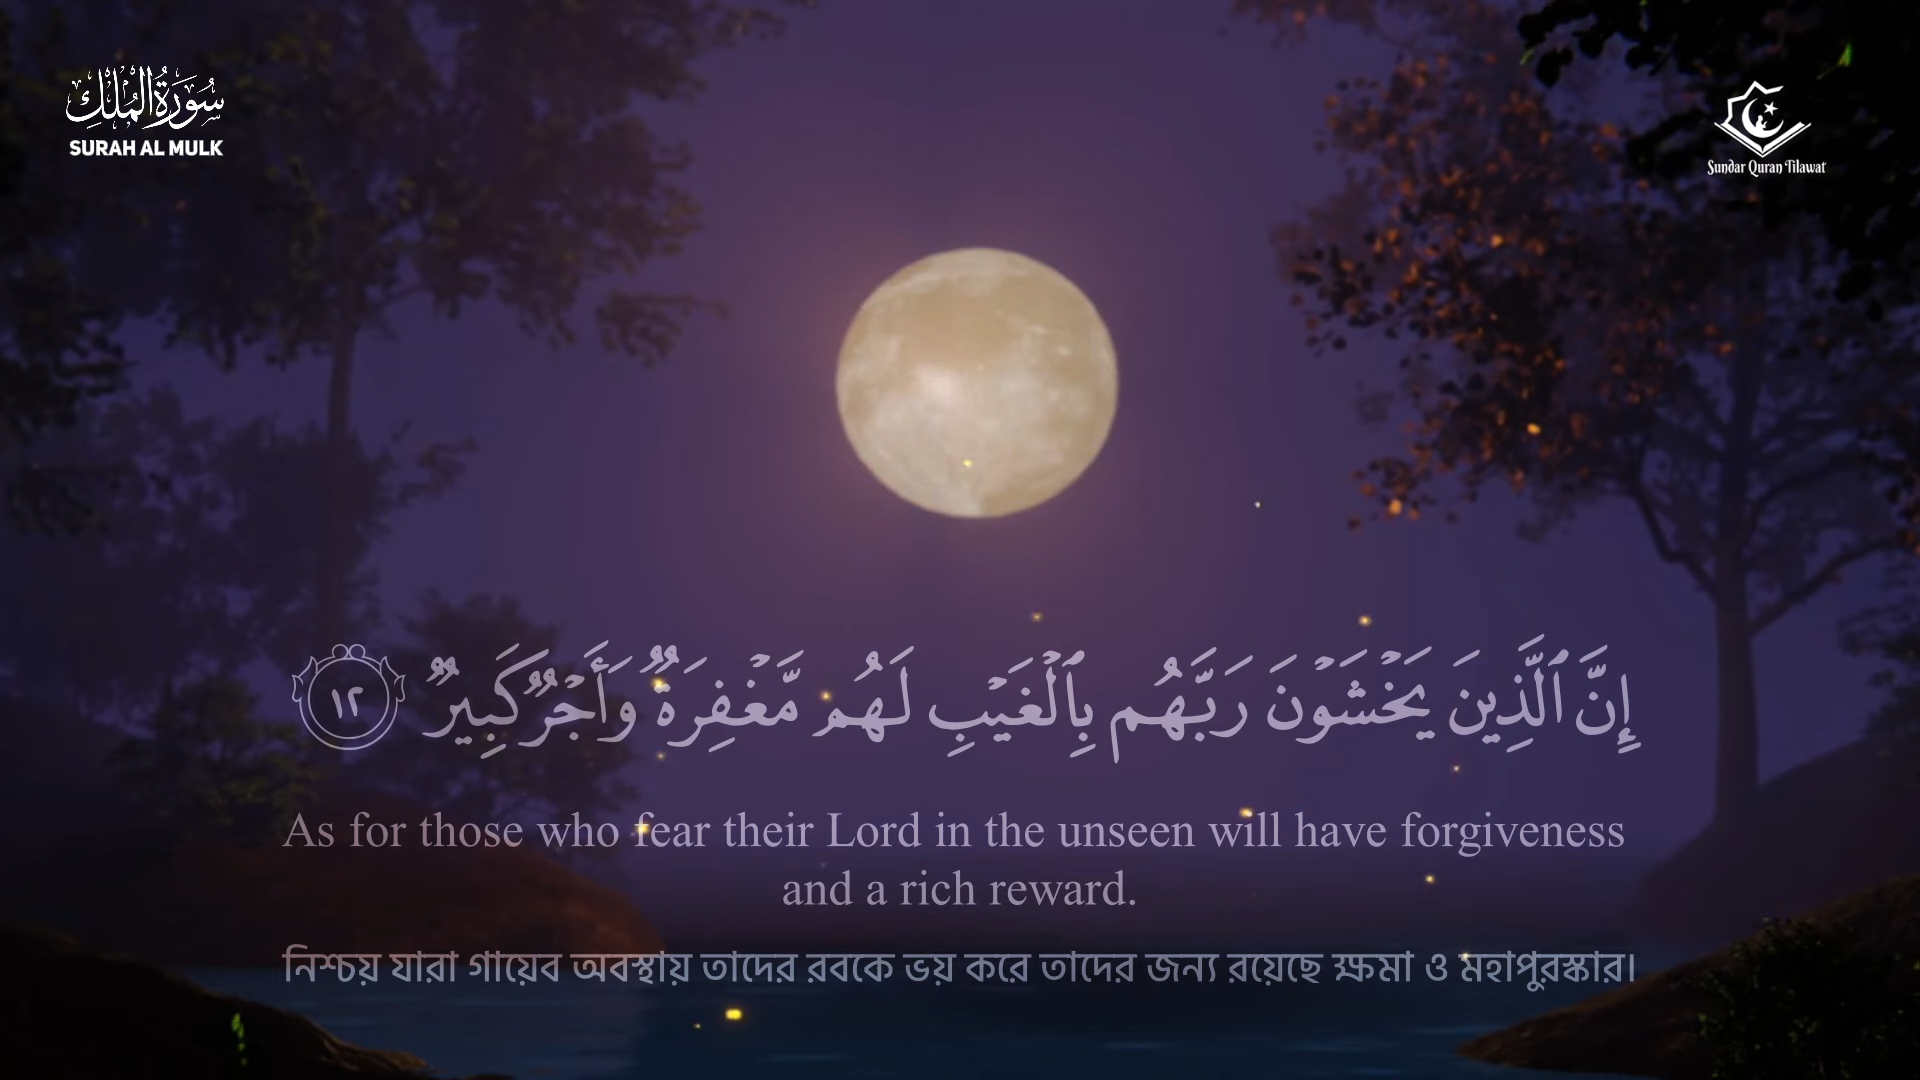 سُورَةُ الْمُلْكِ
SURAH AL MULK
Sundar Quran Tilawat
إِنَّ ٱلَّذِينَ يَخْشَوْنَ رَبَّهُم بِٱلْغَيْبِ لَهُم مَّغْفِرَةٌ وَأَجْرٌ كَبِيرٌ ١٢
As for those who fear their Lord in the unseen will have forgiveness
and a rich reward.
নিশ্চয় যারা গায়েব অবস্থায় তাদের রবকে ভয় করে তাদের জন্য রয়েছে ক্ষমা ও মহাপুরস্কার।